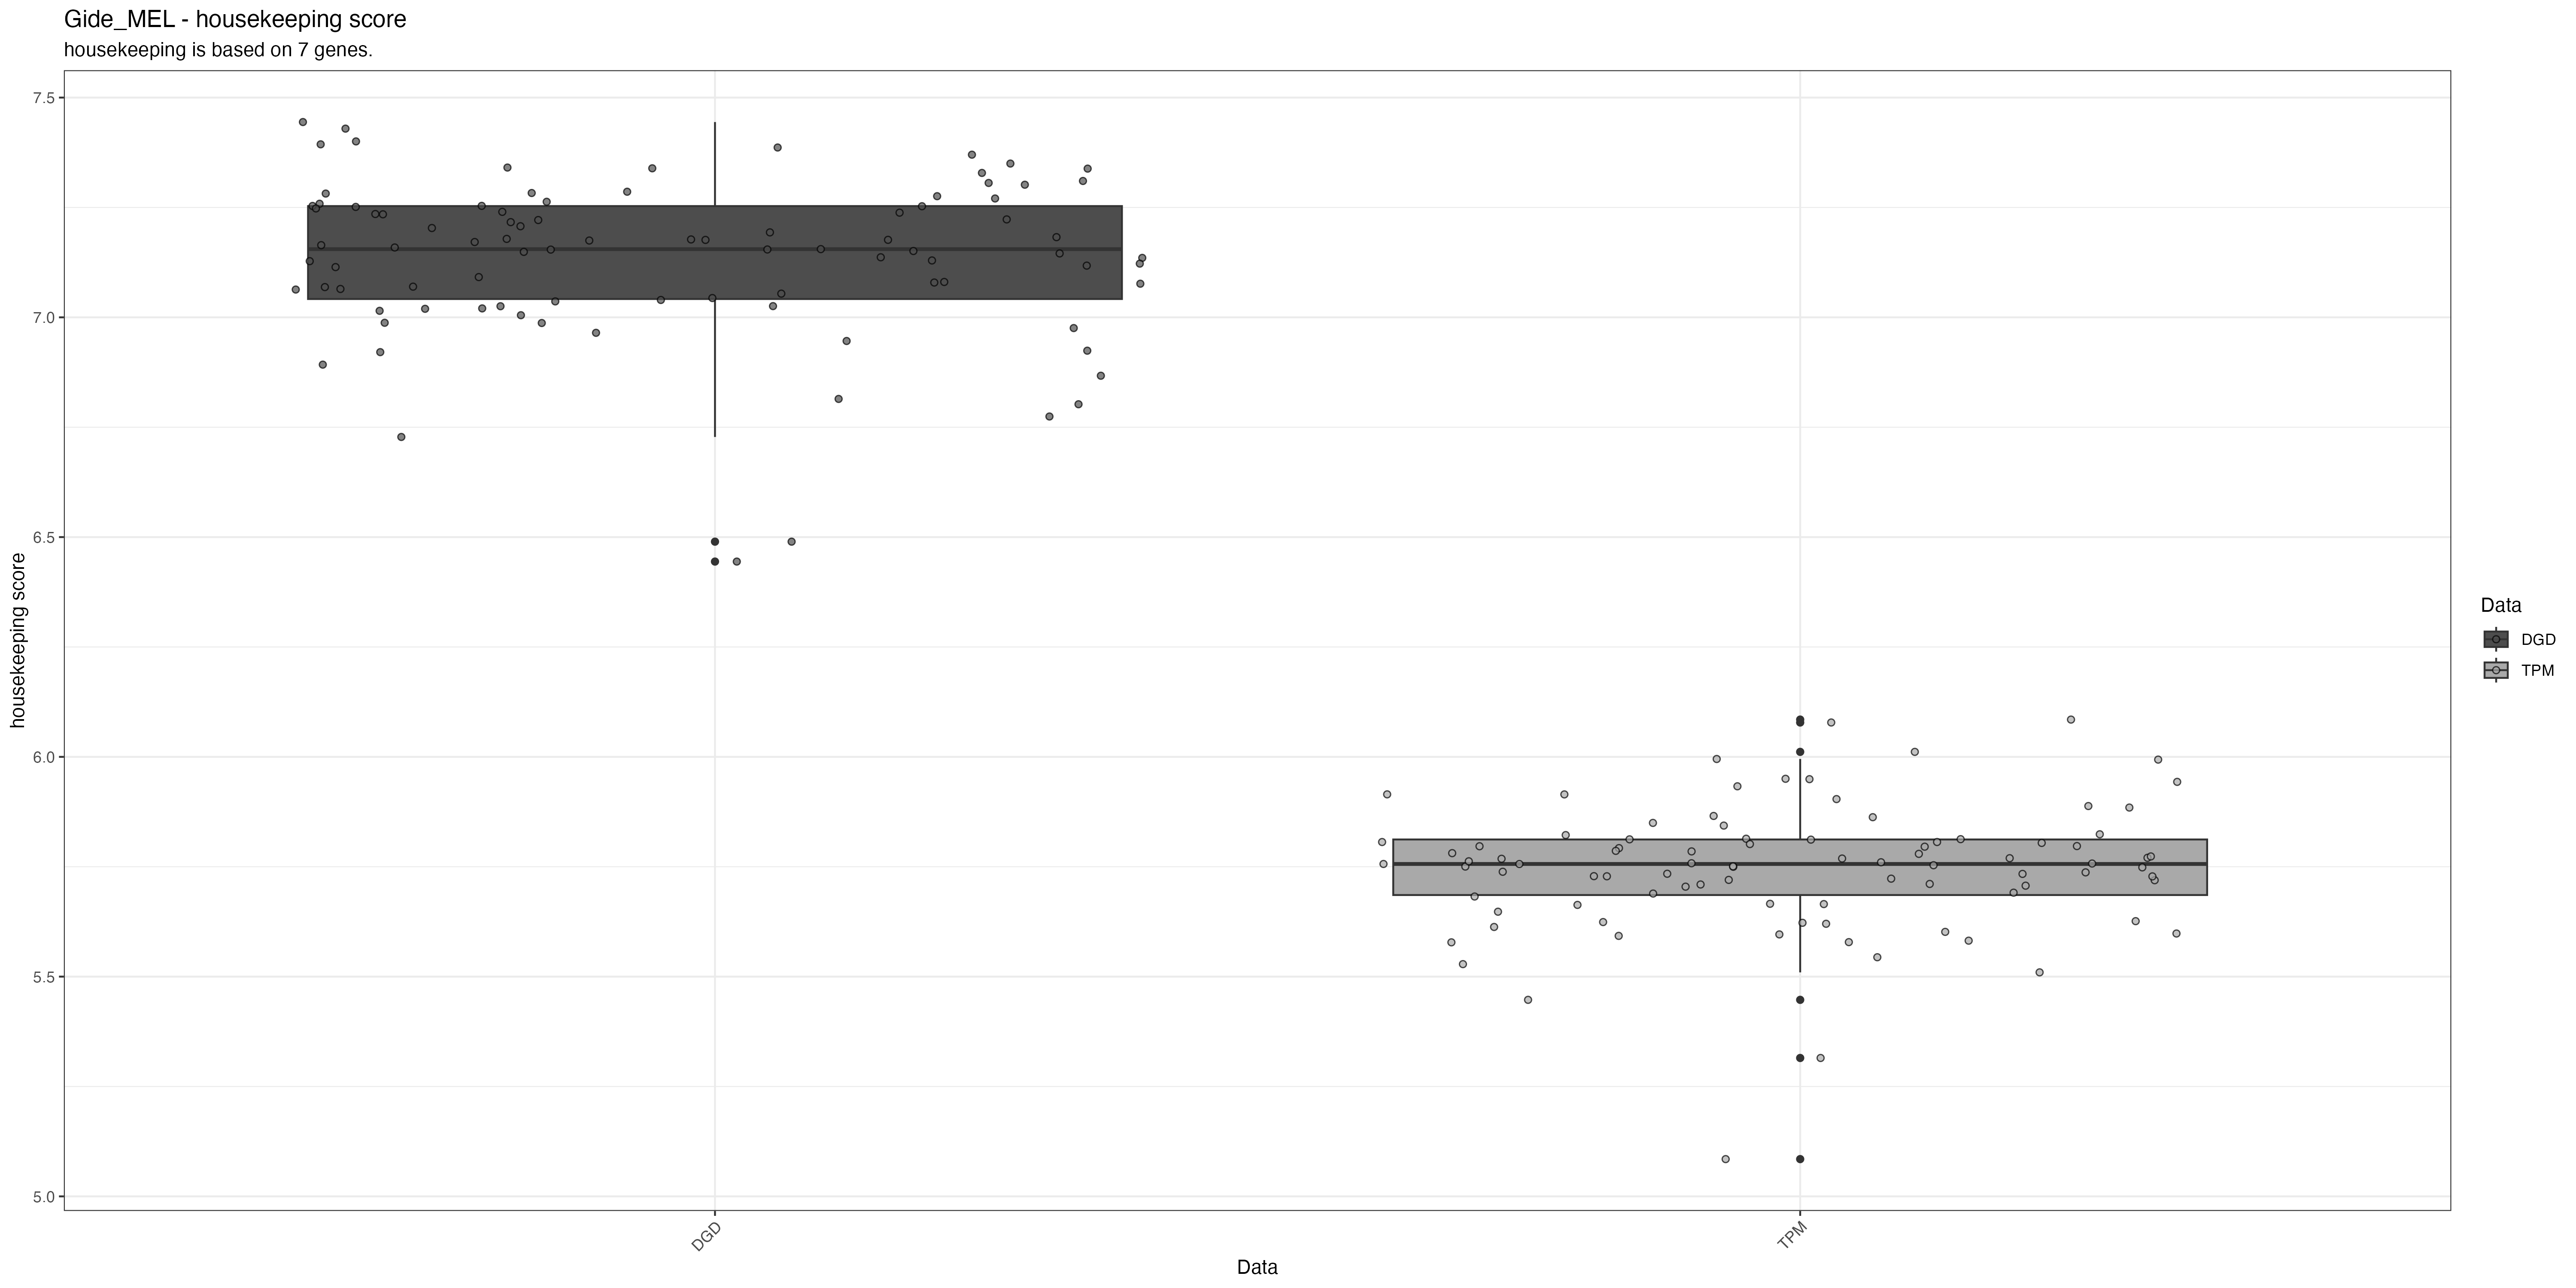 Gide_MEL - housekeeping score
housekeeping is based on 7 genes.
7.5
7.0
6.5
6.0
5.5
5.0
housekeeping score
DGD
TPM
Data
Data
DGD
TPM